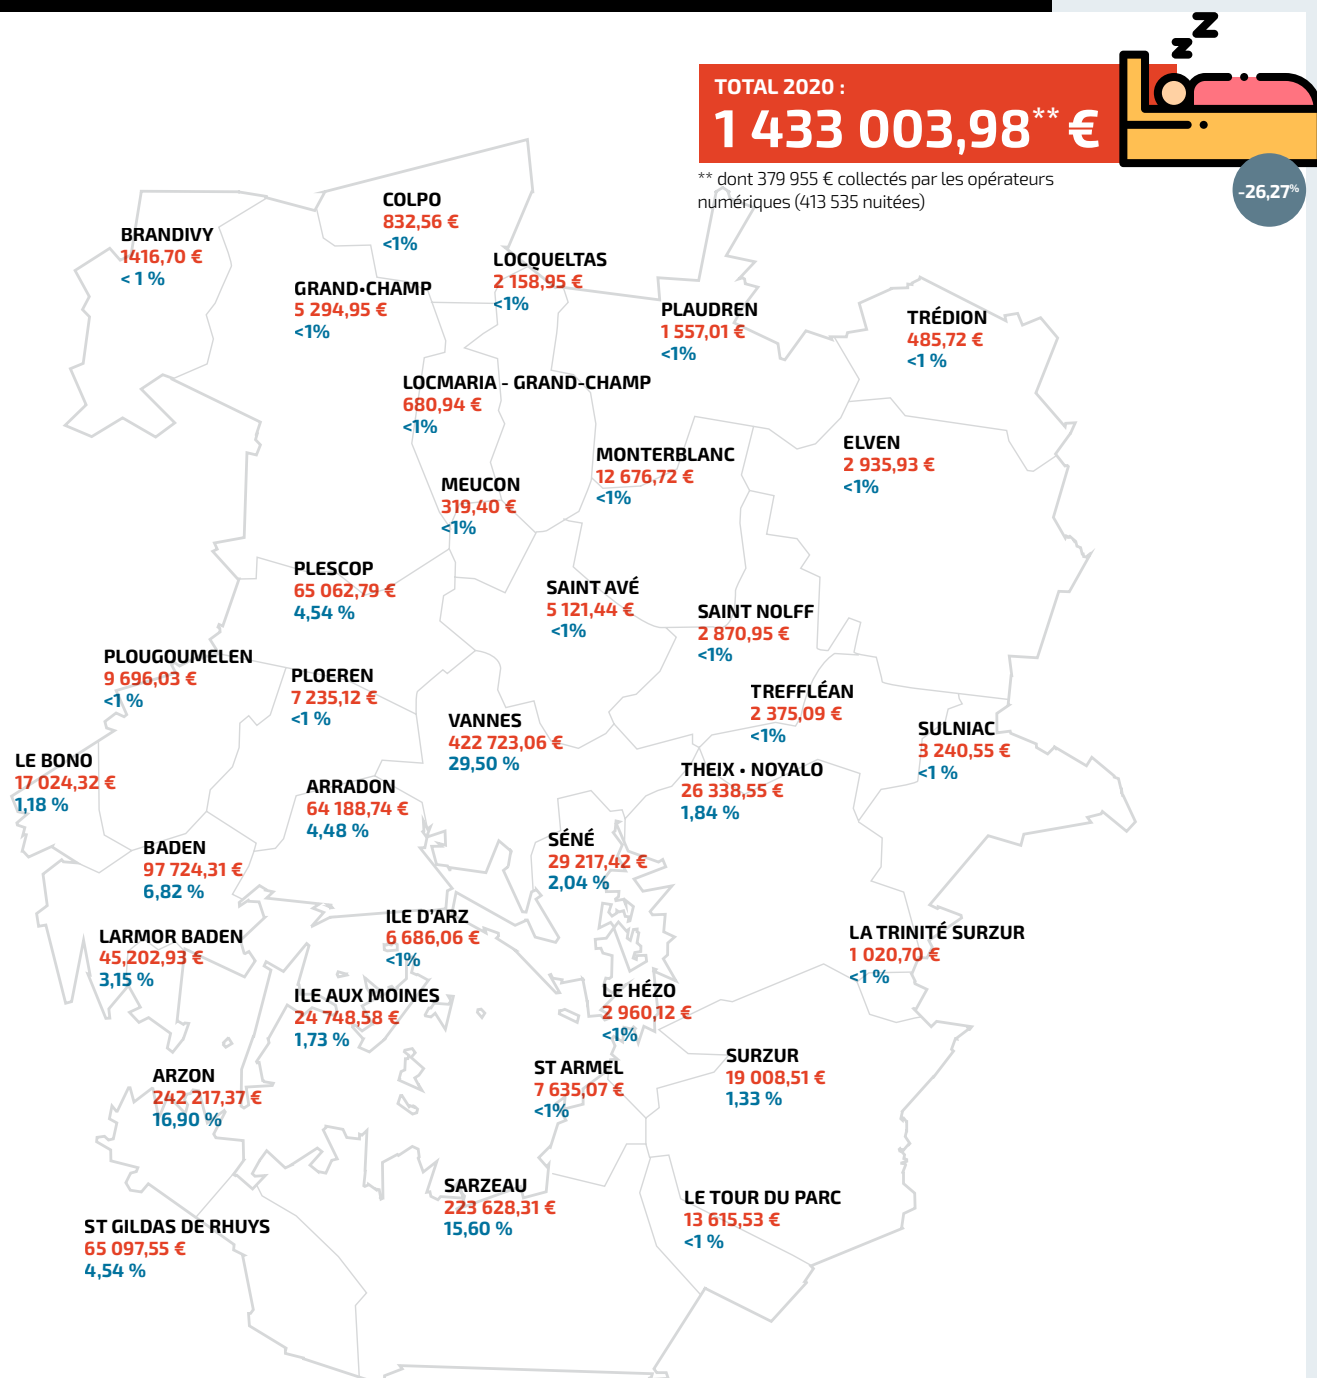 TOTAL 2020 :
1 433 003,98** €
** dont 379 955 € collectés par les opérateurs
numériques (413 535 nuitées)
-26,27%
COLPO
832,56 €
<1%
BRANDIVY
1416,70 €
< 1 %
LOCQUELTAS
2 158,95 €
<1%
GRAND•CHAMP
5 294,95 €
<1%
PLAUDREN
1 557,01 €
<1%
TRÉDION
485,72 €
<1 %
LOCMARIA - GRAND-CHAMP
680,94 €
<1%
ELVEN
2 935,93 €
<1%
MONTERBLANC
12 676,72 €
<1%
MEUCON
319,40 €
<1%
PLESCOP
65 062,79 €
4,54 %
SAINT AVÉ
5 121,44 €
<1%
SAINT NOLFF
2 870,95 €
<1%
PLOUGOUMELEN
9 696,03 €
<1 %
PLOEREN
7 235,12 €
<1 %
TREFFLÉAN
2 375,09 €
<1%
VANNES
422 723,06 €
29,50 %
SULNIAC
3 240,55 €
<1 %
LE BONO
17 024,32 €
1,18 %
THEIX • NOYALO
26 338,55 €
1,84 %
ARRADON
64 188,74 €
4,48 %
SÉNÉ
29 217,42 €
2,04 %
BADEN
97 724,31 €
6,82 %
ILE D'ARZ
6 686,06 €
<1%
LA TRINITÉ SURZUR
1 020,70 €
<1 %
LARMOR BADEN
45,202,93 €
3,15 %
LE HÉZO
2 960,12 €
<1%
ILE AUX MOINES
24 748,58 €
1,73 %
SURZUR
19 008,51 €
1,33 %
ST ARMEL
7 635,07 €
<1%
ARZON
242 217,37 €
16,90 %
SARZEAU
223 628,31 €
15,60 %
LE TOUR DU PARC
13 615,53 €
<1 %
ST GILDAS DE RHUYS
65 097,55 €
4,54 %